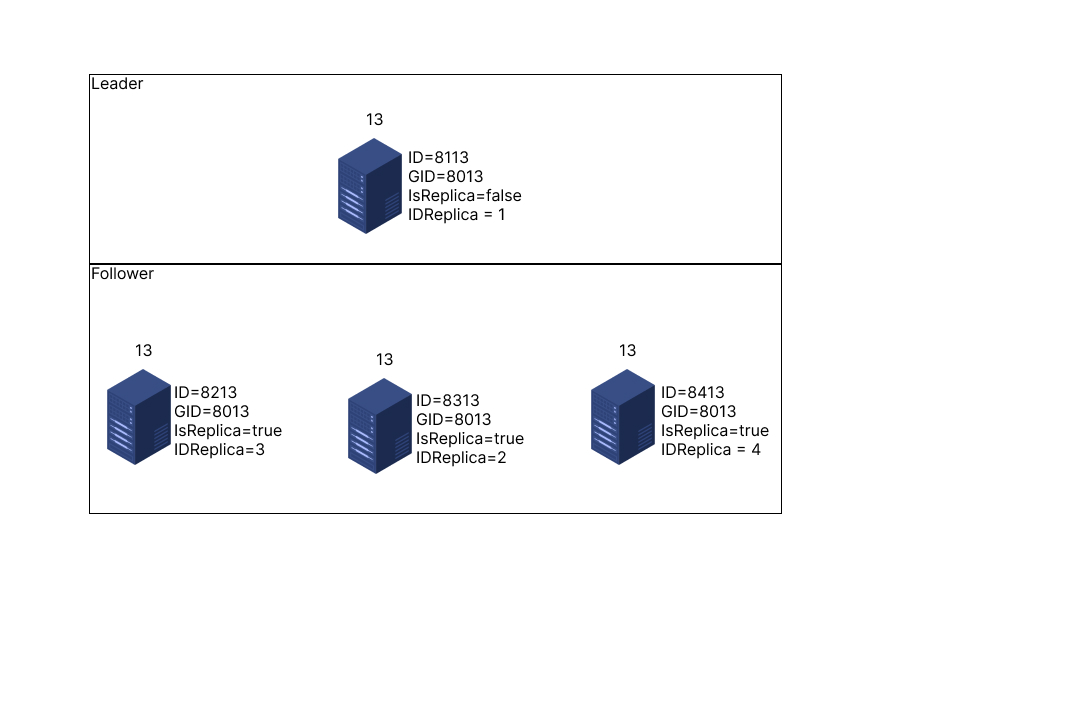 Leader
13
ID=8113
GID=8013
IsReplica=false
IDReplica = 1
Follower
13
ID=8213
GID=8013
IsReplica=true
IDReplica=3
13
ID=8313
GID=8013
IsReplica=true
IDReplica=2
13
ID=8413
GID=8013
IsReplica=true
IDReplica = 4